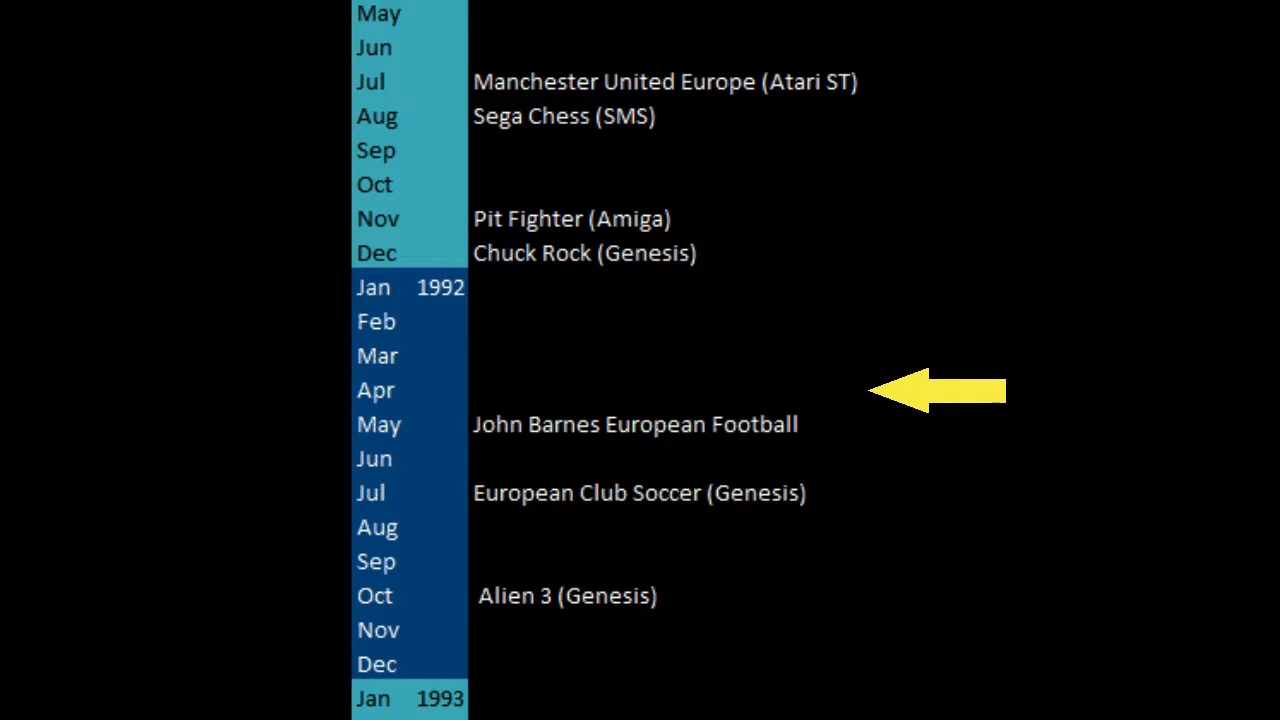 May
Jun
Jul Manchester United Europe (Atari ST)
Aug Sega Chess (SMS)
Sep
Oct
Nov Pit Fighter (Amiga)
Dec Chuck Rock (Genesis)
Jan 1992
Feb
Mar
Apr
May John Barnes European Football
Jun
Jul European Club Soccer (Genesis)
Aug
Sep
Oct Alien 3 (Genesis)
Nov
Dec
Jan 1993